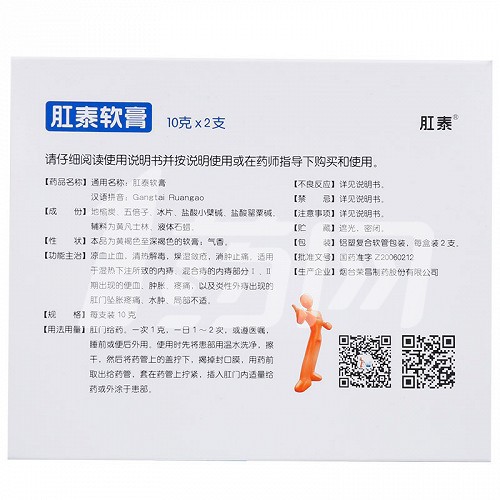 肛泰软膏 10克x2支
肛泰®
请仔细阅读使用说明书并按说明使用或在药师指导下购买和使用。
[药品名称] 通用名称：肛泰软膏
汉语拼音：Gangtai Ruangao
[成 份] 地榆炭、五倍子、冰片、盐酸小檗碱、盐酸罂粟碱。
辅料为黄凡士林、液体石蜡。
[性 状] 本品为黄褐色至深褐色的软膏；气香。
[功能主治] 凉血止血，清热解毒，燥湿敛疮，消肿止痛。适用
于湿热下注所致的内痔、混合痔的内痔部分Ⅰ、Ⅱ
期出现的便血、肿胀、疼痛，以及炎性外痔出现的
肛门坠胀疼痛、水肿、局部不适。
[规 格] 每支装10克
[用法用量] 肛门给药。一次1克，一日1~2次，或遵医嘱，
睡前或便后外用。使用时先将患部用温水洗净，擦
干，然后将药管上的盖拧下，揭掉封口膜，用药前
取出给药管，套在药管上拧紧，插入肛门内适量给
药或外涂于患部。
[不良反应] 详见说明书。
[禁 忌] 详见说明书。
[注意事项] 详见说明书。
[贮 藏] 遮光，密闭。
[包 装] 铝塑复合软管包装，每盒装2支。
[批准文号] 国药准字 Z20060212
[生产企业] 烟台荣昌制药股份有限公司